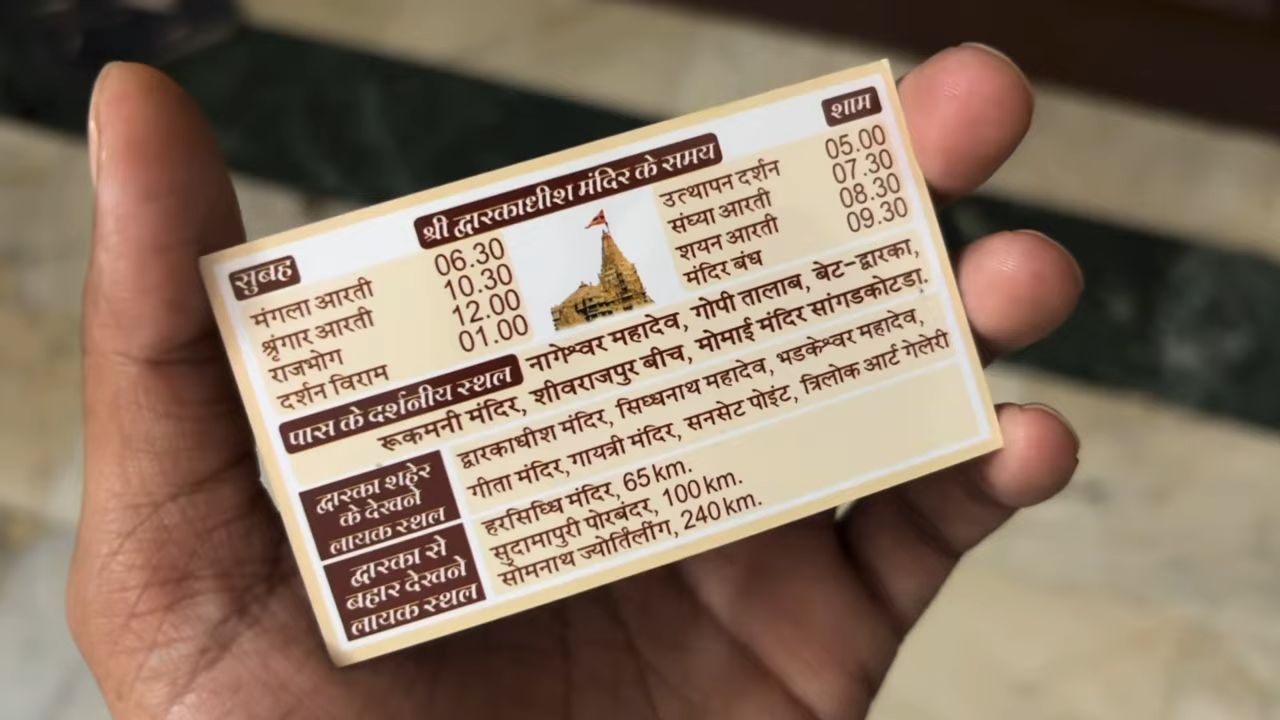 श्री द्वारकाधीश मंदिर के समय
सुबह
मंगला आरती 06.30
श्रृंगार आरती 10.30
राजभोग 12.00
दर्शन विराम 01.00
शाम
उत्थापन दर्शन 05.00
संघ्या आरती 07.30
शयन आरती 08.30
मंदिर बंध 09.30
पास के दर्शनीय स्थल नागेश्वर महादेव, गोपी तालाब, बेट-द्वारका,
रूकमनी मंदिर, शीवराजपुर बीच, मोमाई मंदिर सांगडकोटडा.
द्वारका शहेर
के देखने
लायक स्थल
द्वारकाधीश मंदिर, सिध्धनाथ महादेव, भडकेश्वर महादेव,
गीता मंदिर,गायत्री मंदिर, सनसेट पोइंट, त्रिलोक आर्ट गेलेरी
द्वारका से
बहार देखने
लायक स्थल
हरसिध्धि मंदिर, 65 km.
सुदामापुरी पोरबंदर, 100 km.
सोमनाथ ज्योर्तिलींग, 240 km.